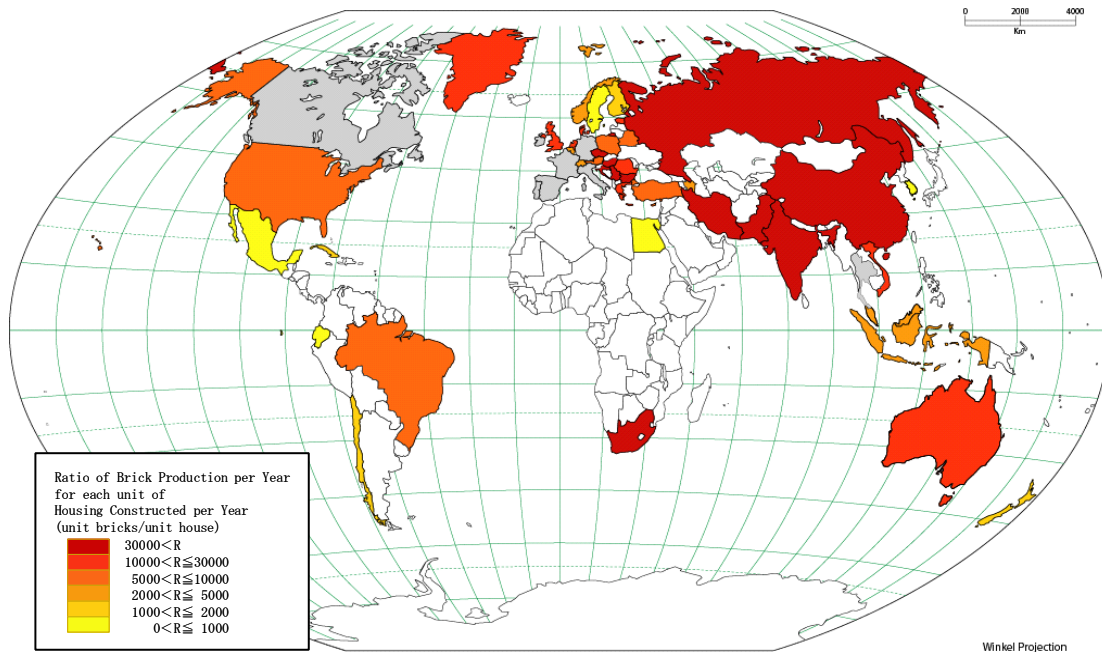 0 2000 4000
Km
Ratio of Brick Production per Year
for each unit of
Housing Constructed per Year
(unit bricks/unit house)
30000<R
10000<R≦30000
5000<R≦10000
2000<R≦ 5000
1000<R≦ 2000
0<R≦ 1000
Winkel Projection